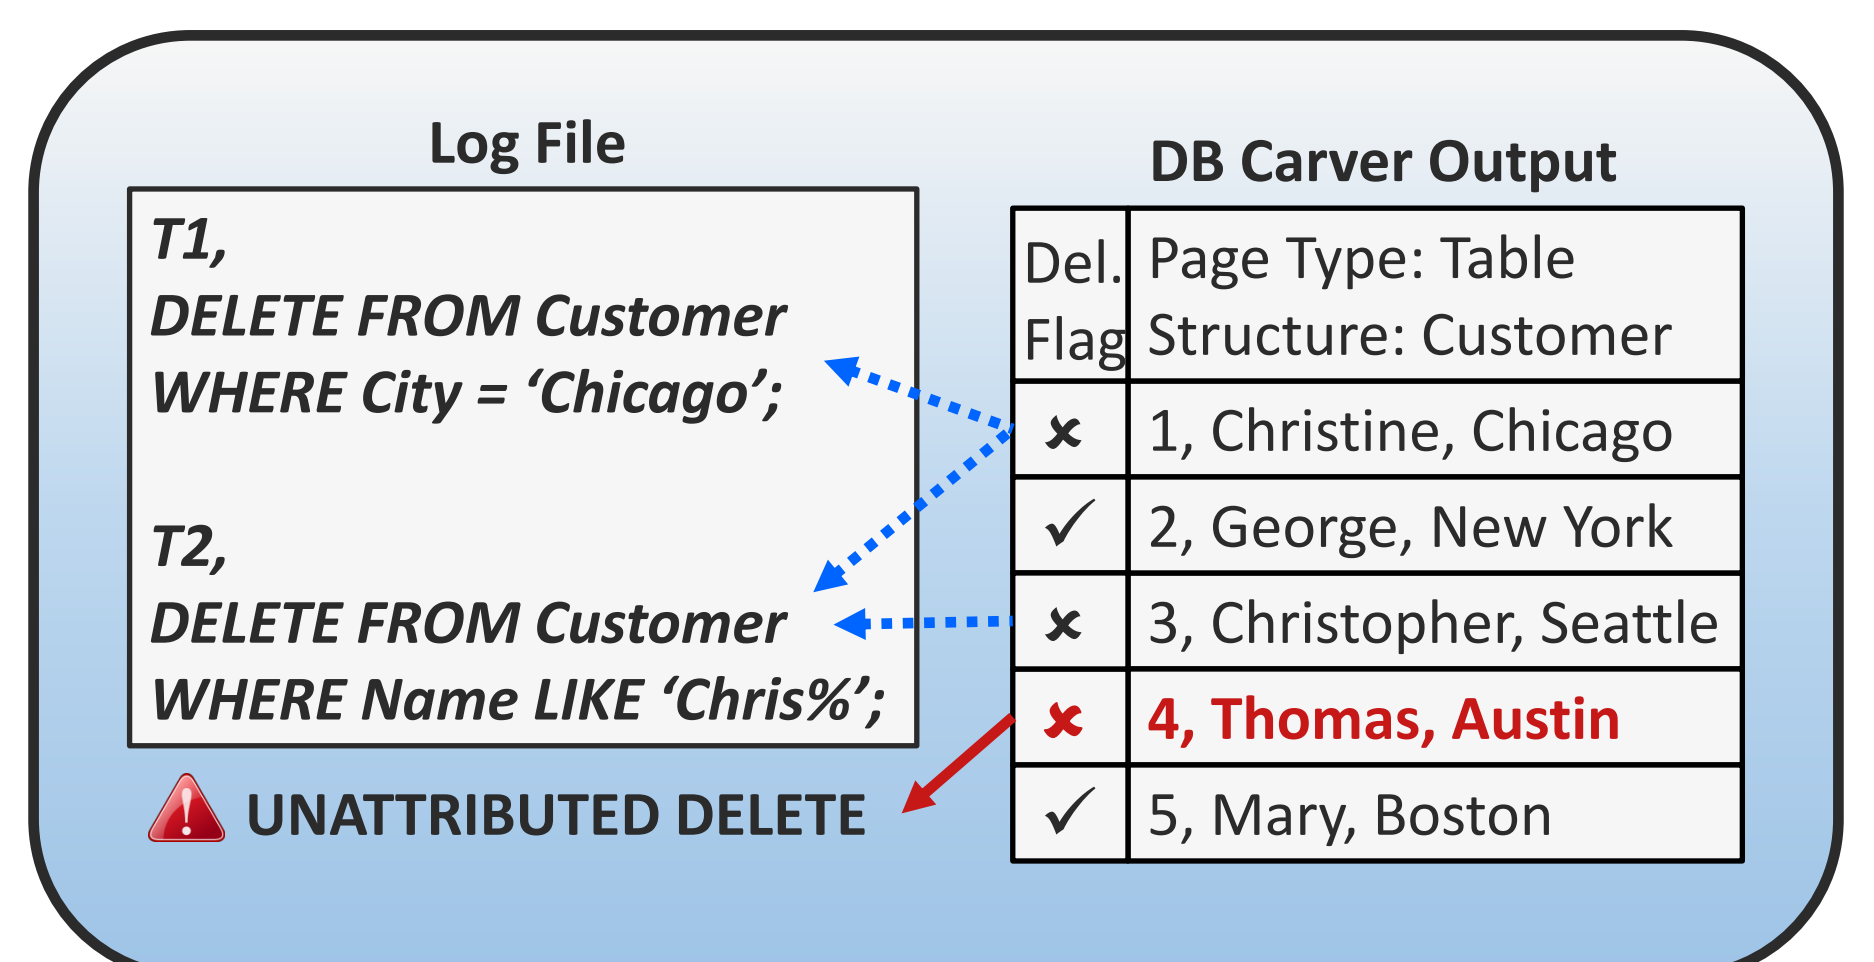 Log File
T1,
DELETE FROM Customer
WHERE City = ‘Chicago’;
T2,
DELETE FROM Customer
WHERE Name LIKE ‘Chris%’;
! UNATTRIBUTED DELETE
DB Carver Output
Del. Flag
Page Type: Table
Structure: Customer
✘ 1, Christine, Chicago
✓ 2, George, New York
✘ 3, Christopher, Seattle
✘ 4, Thomas, Austin
✓ 5, Mary, Boston